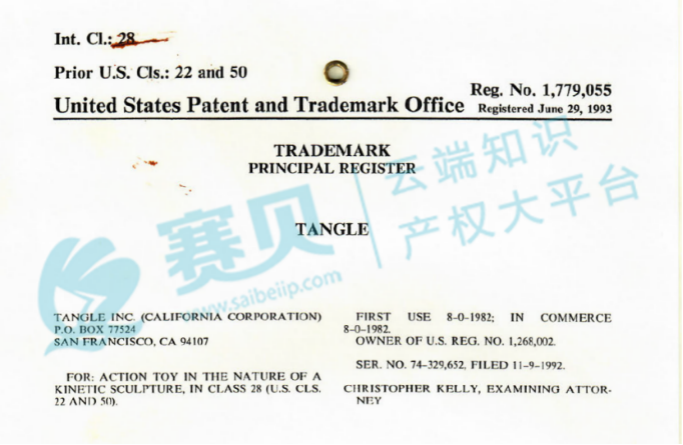 Int. Cl.: 28
Prior U.S. Cls.: 22 and 50
Reg. No. 1,779,055
United States Patent and Trademark Office Registered June 29, 1993
TRADEMARK
PRINCIPAL REGISTER
TANGLE
赛贝
云端知识
产权大平台
www.saibeiip.com
TANGLE INC. (CALIFORNIA CORPORATION)
P.O. BOX 77524
SAN FRANCISCO, CA 94107
FOR: ACTION TOY IN THE NATURE OF A
KINETIC SCULPTURE, IN CLASS 28 (U.S. CLS.
22 AND 50).
FIRST USE 8-0-1982; IN COMMERCE
8-0-1982.
OWNER OF U.S. REG. NO. 1,268,002.
SER. NO. 74-329,652, FILED 11-9-1992.
CHRISTOPHER KELLY, EXAMINING ATTOR-
NEY